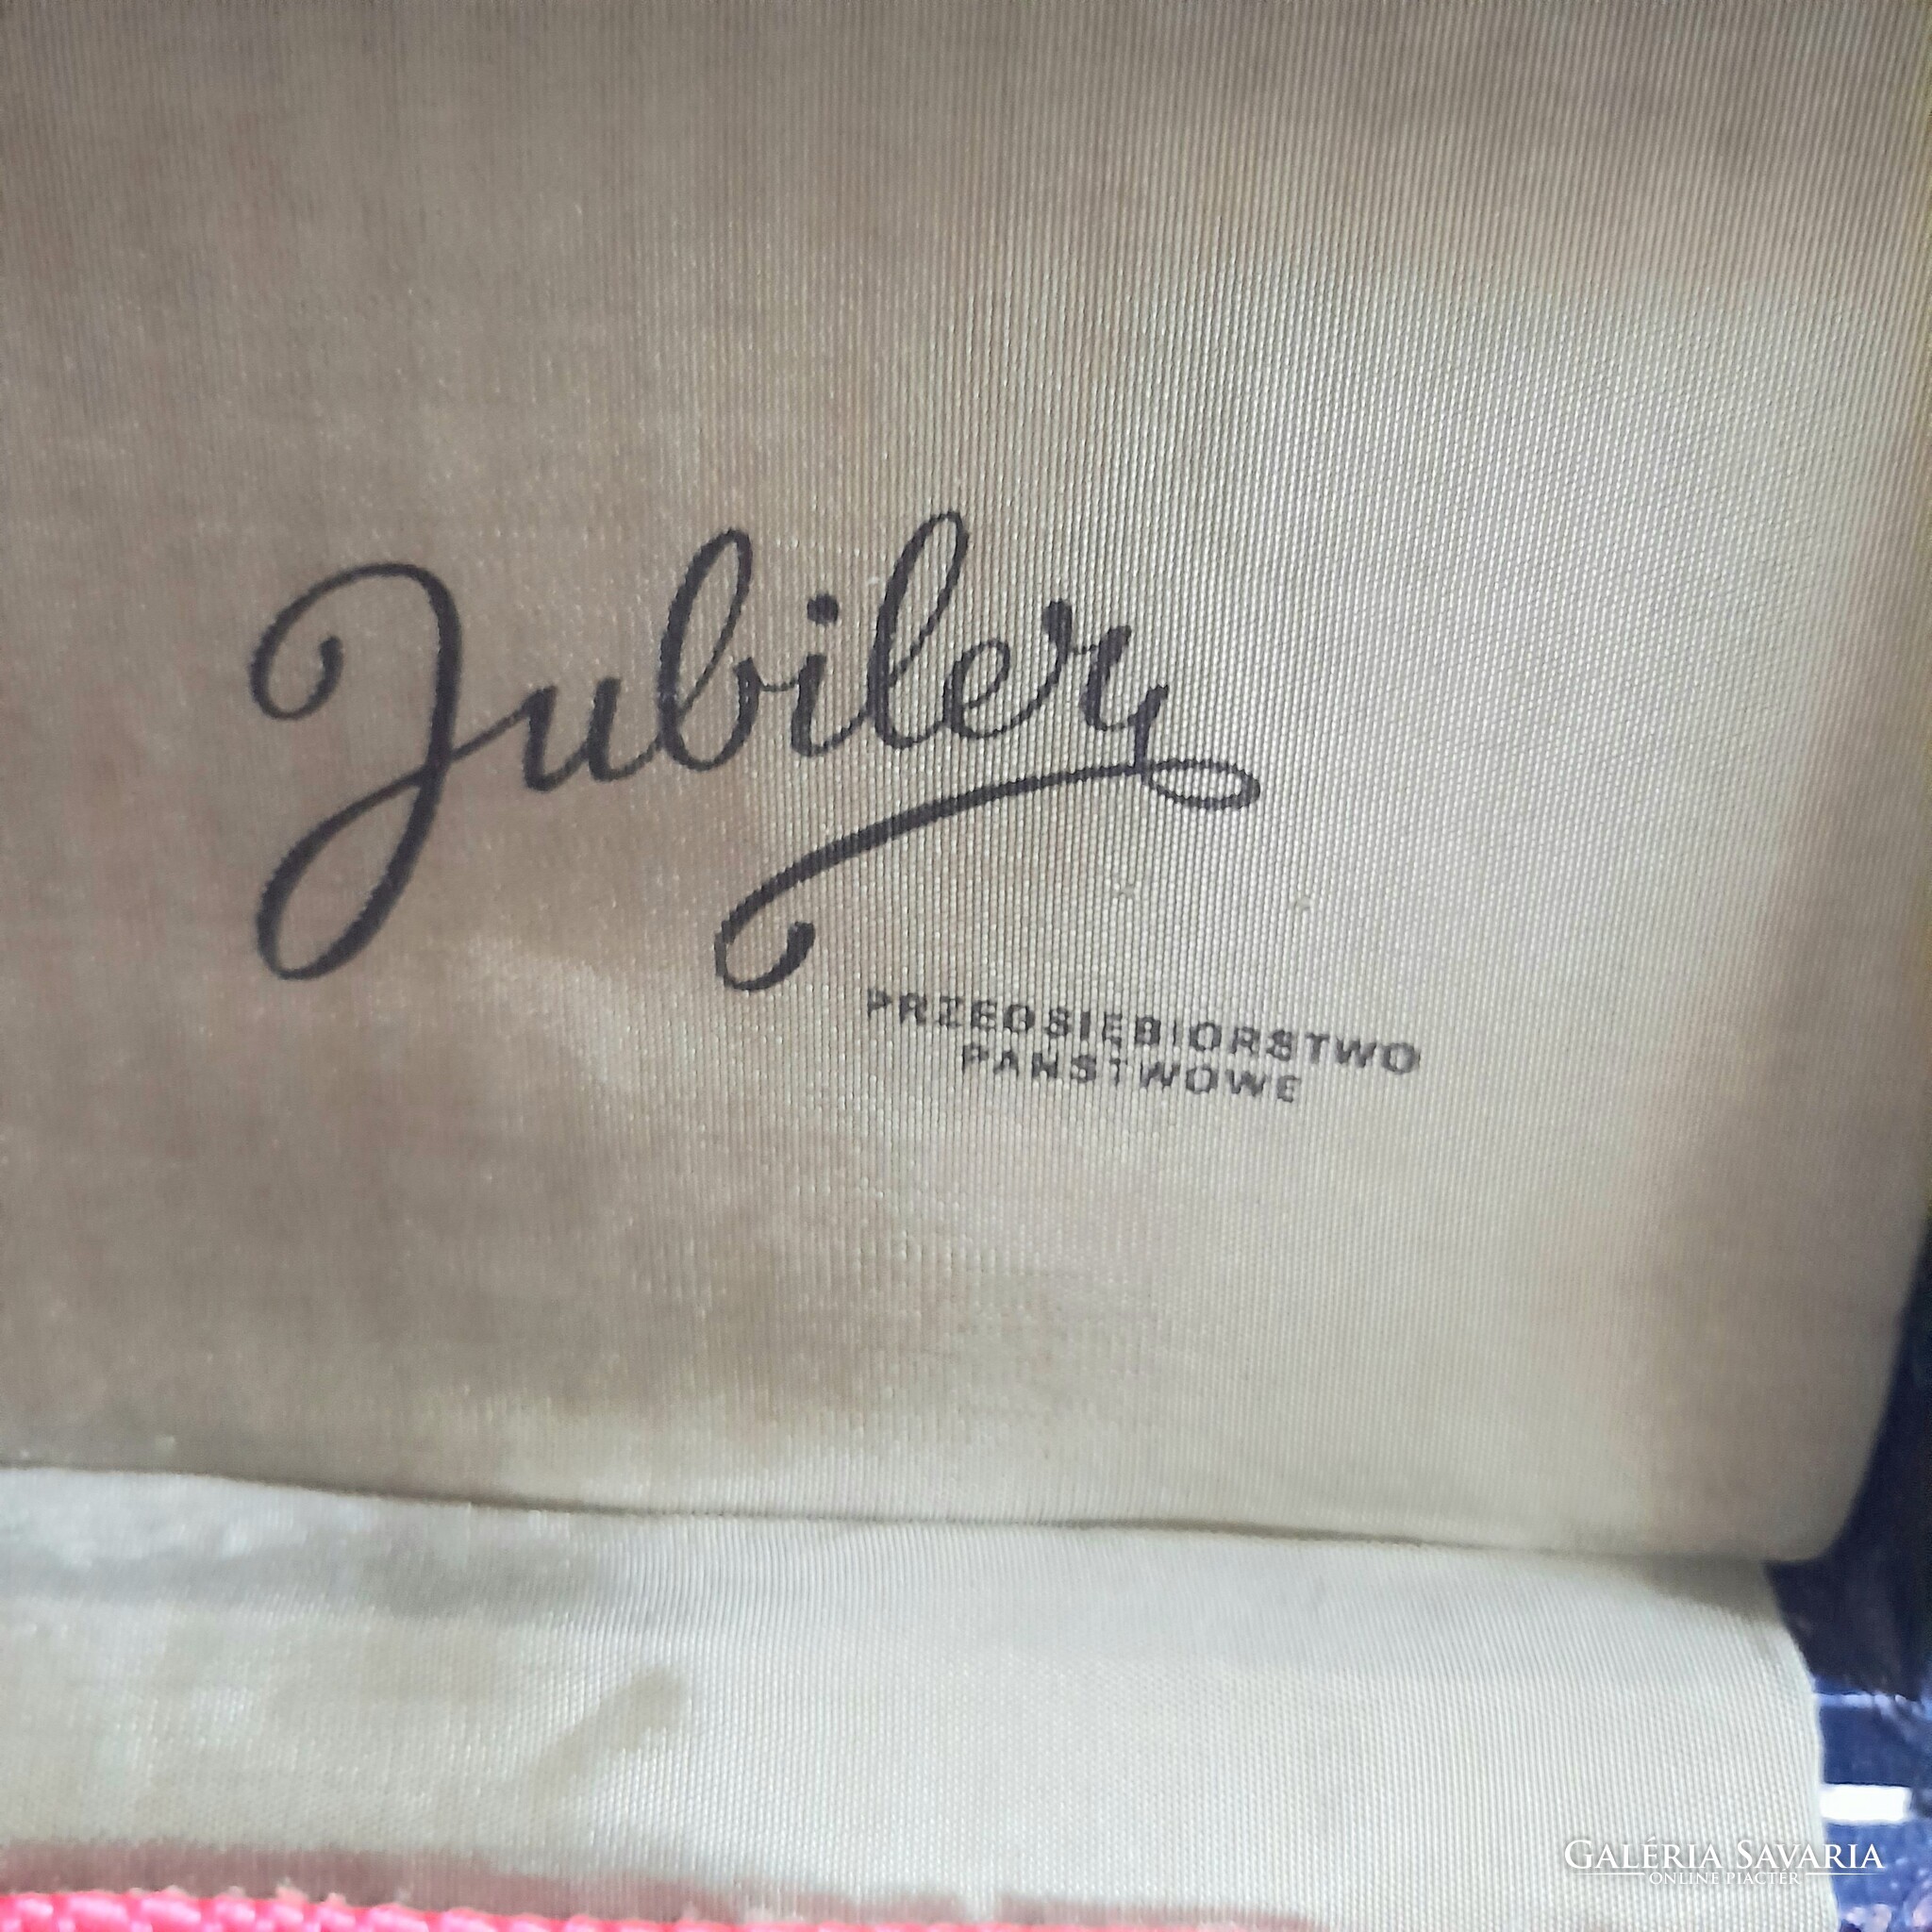 Jubiler
PRZEDSIĘBIORSTWO
PAŃSTWOWE
GALÉRIA SAVARIA
ONLINE PIACTÉR